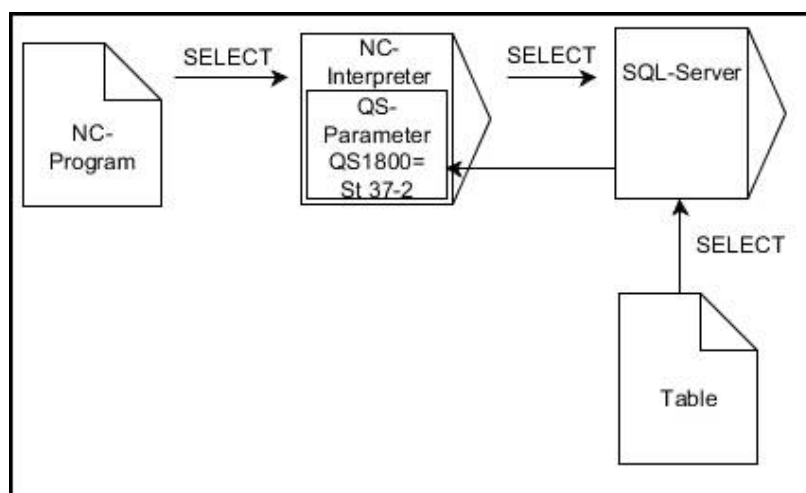 NC-
Program
SELECT
NC-
Interpreter
QS-
Parameter
QS1800=
St 37-2
SELECT
SQL-Server
SELECT
Table